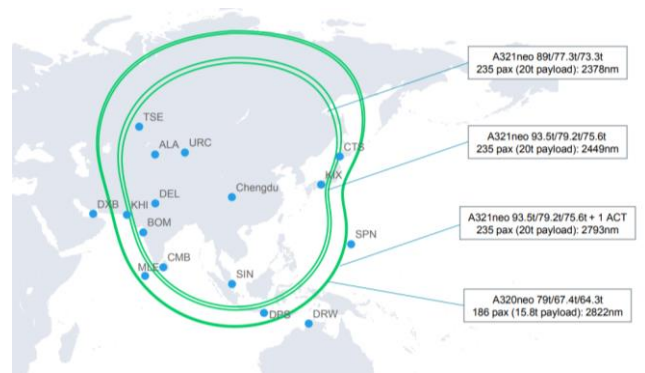 A321neo 89t/77.3t/73.3t
235 pax (20t payload): 2378nm
TSE
ALA
URC
CTS
A321neo 93.5t/79.2t/75.6t
235 pax (20t payload): 2449nm
KIX
DEL
Chengdu
DXB
KHI
BOM
A321neo 93.5t/79.2t/75.6t + 1 ACT
235 pax (20t payload): 2793nm
SPN
CMB
MLE
SIN
A320neo 79t/67.4t/64.3t
186 pax (15.8t payload): 2822nm
DPS
DRW